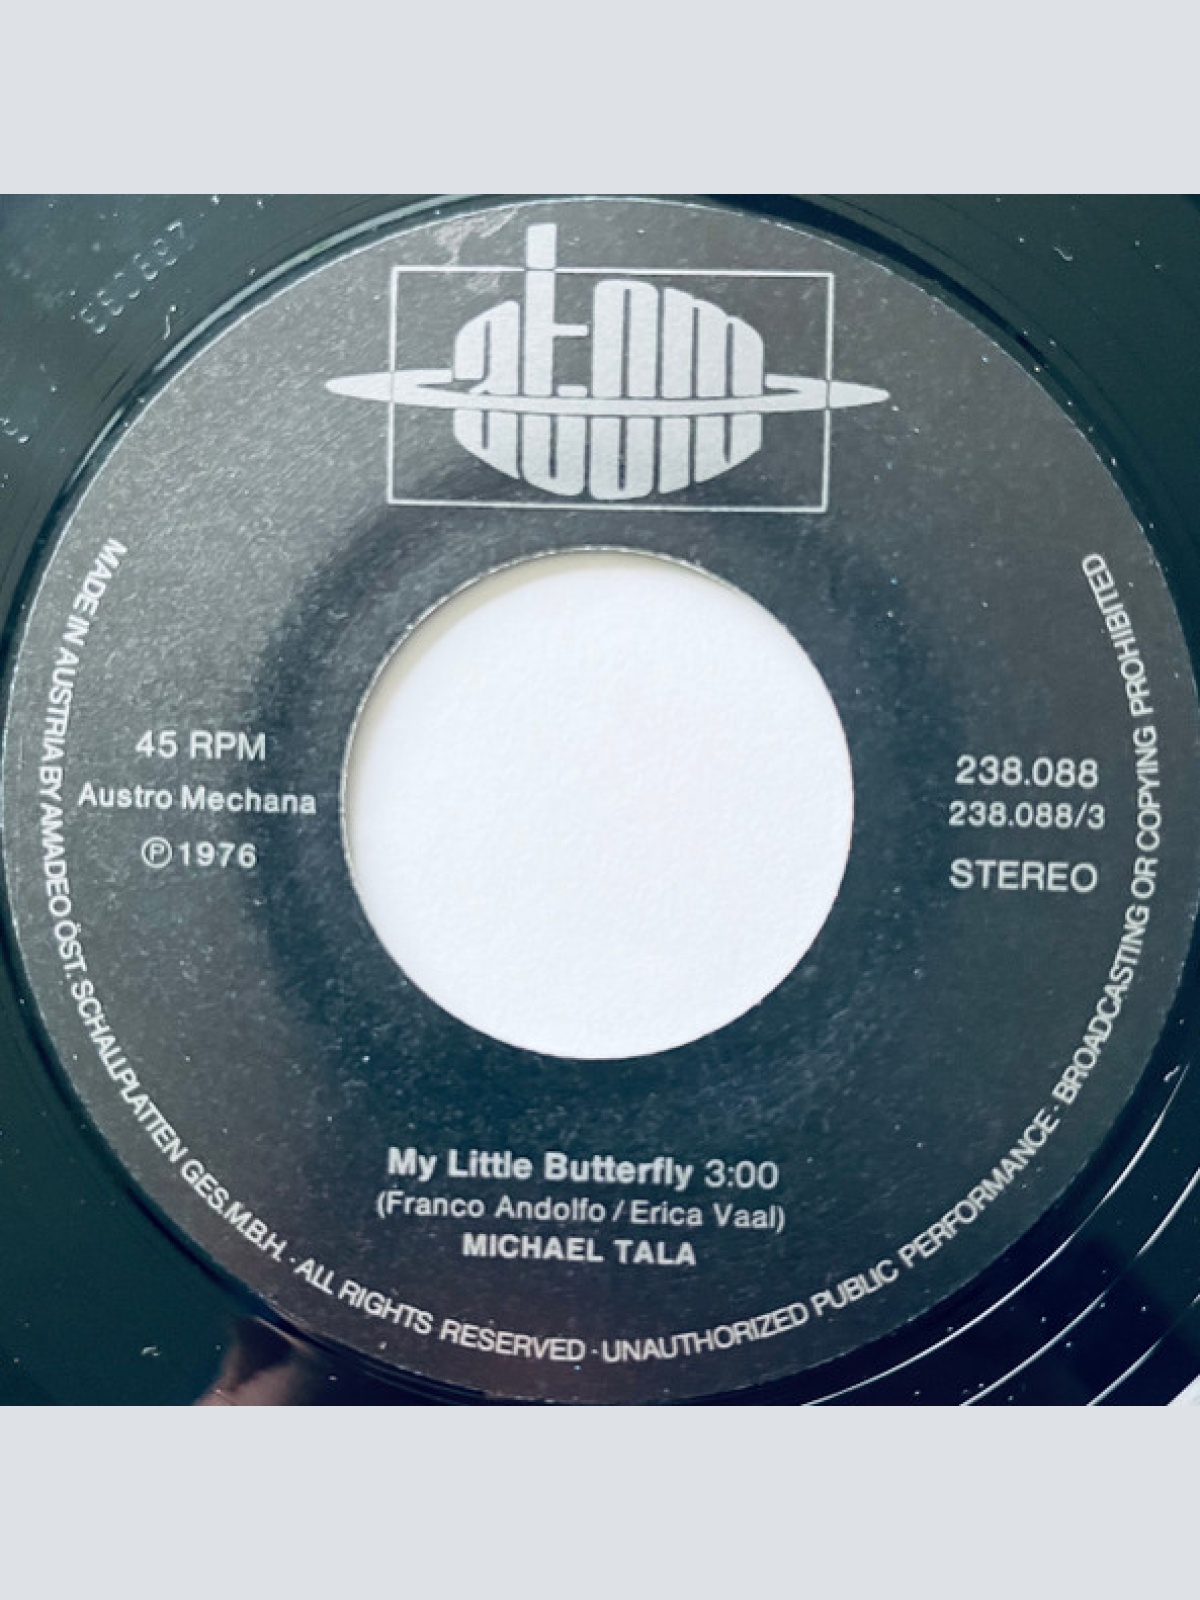 atom
45 RPM
Austro Mechana
℗ 1976
238.088
238.088/3
STEREO
My Little Butterfly 3:00
(Franco Andolfo / Erica Vaal)
MICHAEL TALA
MADE IN AUSTRIA BY AMADEO ÖST. SCHALLPLATTEN GES.M.B.H. · ALL RIGHTS RESERVED · UNAUTHORIZED PUBLIC PERFORMANCE · BROADCASTING OR COPYING PROHIBITED